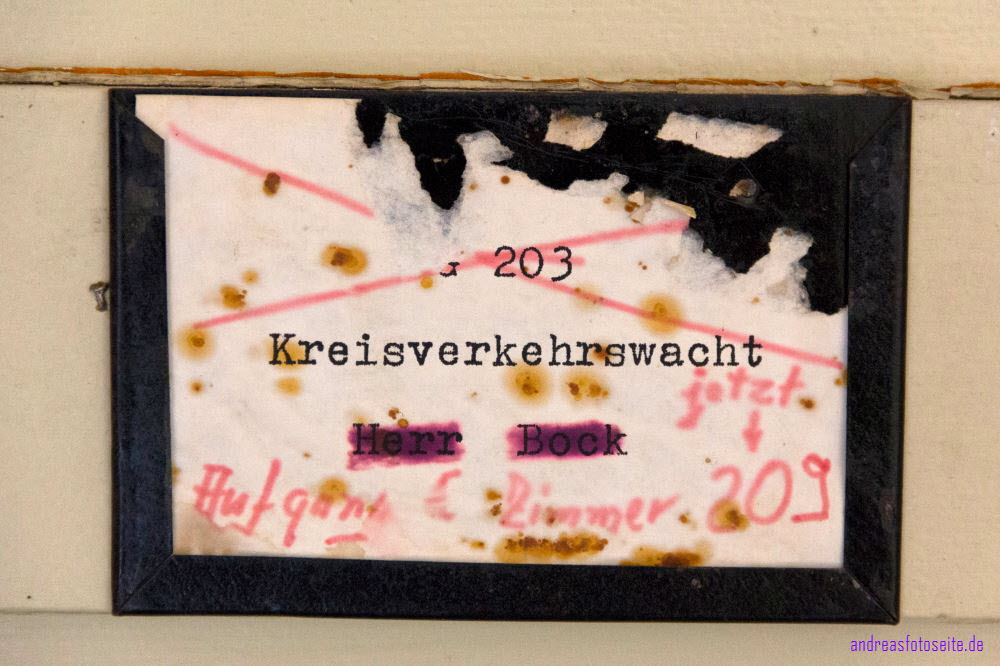 203
Kreisverkehrswacht
jetzt
↓
Herr Bock
Aufgang E Zimmer 209
andreasfotoseite.de